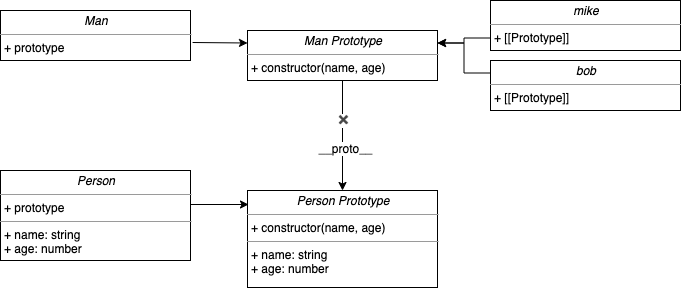 Man
+ prototype
Man Prototype
+ constructor(name, age)
mike
+ [[Prototype]]
bob
+ [[Prototype]]
__proto__
Person
+ prototype
+ name: string
+ age: number
Person Prototype
+ constructor(name, age)
+ name: string
+ age: number